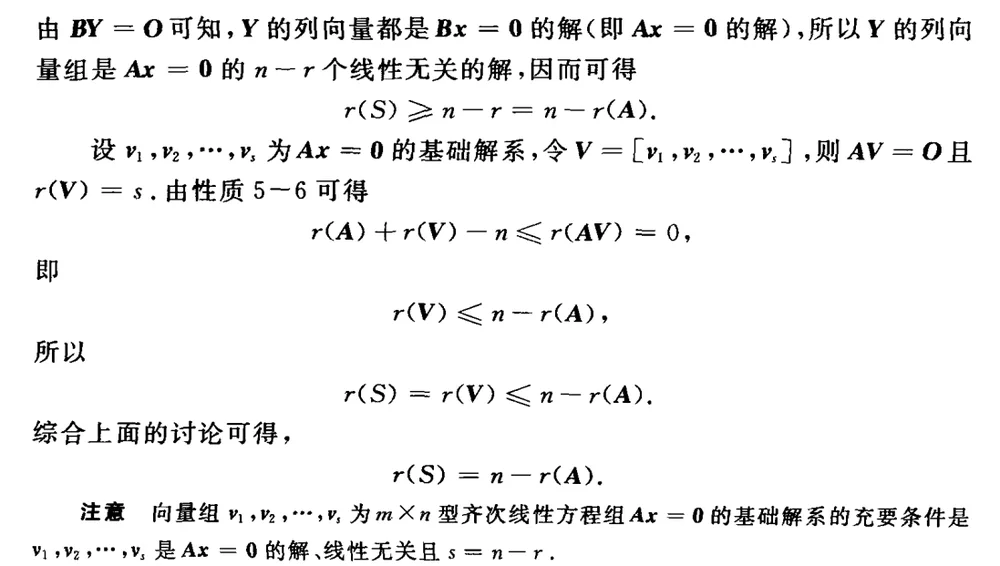 由 BY = O 可知,Y 的列向量都是 Bx = 0 的解(即 Ax = 0 的解),所以 Y 的列向
量组是 Ax = 0 的 n − r 个线性无关的解,因而可得
r(S) ⩾ n − r = n − r(A).
设 v₁,v₂,⋯,vₛ 为 Ax = 0 的基础解系,令 V = [v₁,v₂,⋯,vₛ],则 AV = O 且
r(V) = s. 由性质 5−6 可得
r(A) + r(V) − n ⩽ r(AV) = 0,
即
r(V) ⩽ n − r(A),
所以
r(S) = r(V) ⩽ n − r(A).
综合上面的讨论可得,
r(S) = n − r(A).
注意 向量组 v₁,v₂,⋯,vₛ 为 m×n 型齐次线性方程组 Ax = 0 的基础解系的充要条件是
v₁,v₂,⋯,vₛ 是 Ax = 0 的解、线性无关且 s = n − r.